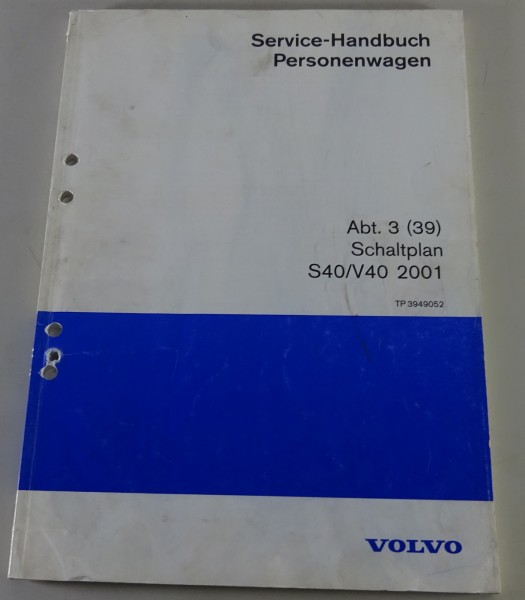 Service-Handbuch
Personenwagen
Abt. 3 (39)
Schaltplan
S40/V40 2001
TP 3949052
VOLVO